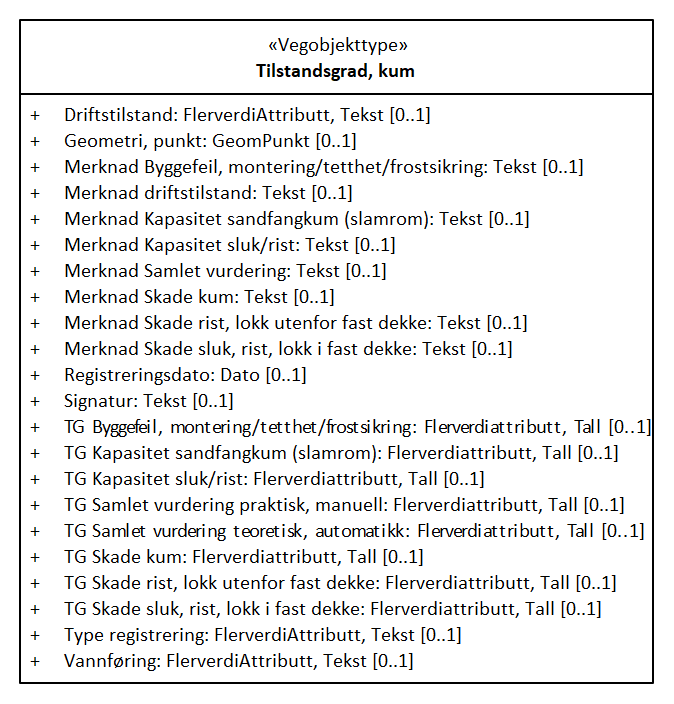 «Vegobjekttype»
Tilstandsgrad, kum
+ Driftstilstand: FlerverdiAttributt, Tekst [0..1]
+ Geometri, punkt: GeomPunkt [0..1]
+ Merknad Byggefeil, montering/tetthet/frostsikring: Tekst [0..1]
+ Merknad driftstilstand: Tekst [0..1]
+ Merknad Kapasitet sandfangkum (slamrom): Tekst [0..1]
+ Merknad Kapasitet sluk/rist: Tekst [0..1]
+ Merknad Samlet vurdering: Tekst [0..1]
+ Merknad Skade kum: Tekst [0..1]
+ Merknad Skade rist, lokk utenfor fast dekke: Tekst [0..1]
+ Merknad Skade sluk, rist, lokk i fast dekke: Tekst [0..1]
+ Registreringsdato: Dato [0..1]
+ Signatur: Tekst [0..1]
+ TG Byggefeil, montering/tetthet/frostsikring: Flerverdiattributt, Tall [0..1]
+ TG Kapasitet sandfangkum (slamrom): Flerverdiattributt, Tall [0..1]
+ TG Kapasitet sluk/rist: Flerverdiattributt, Tall [0..1]
+ TG Samlet vurdering praktisk, manuell: Flerverdiattributt, Tall [0..1]
+ TG Samlet vurdering teoretisk, automatikk: Flerverdiattributt, Tall [0..1]
+ TG Skade kum: Flerverdiattributt, Tall [0..1]
+ TG Skade rist, lokk utenfor fast dekke: Flerverdiattributt, Tall [0..1]
+ TG Skade sluk, rist, lokk i fast dekke: Flerverdiattributt, Tall [0..1]
+ Type registrering: FlerverdiAttributt, Tekst [0..1]
+ Vannføring: FlerverdiAttributt, Tekst [0..1]